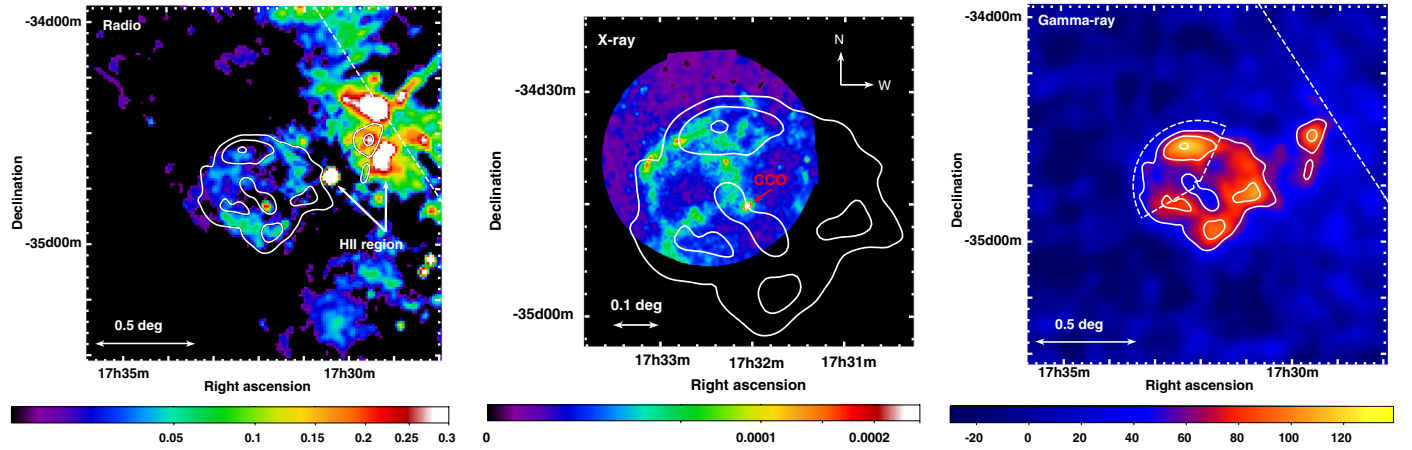 Radio
-34d00m
-35d00m
Declination
HII region
0.5 deg
17h35m
17h30m
Right ascension
0.05
0.1
0.15
0.2
0.25
0.3
X-ray
N
W
-34d30m
-35d00m
Declination
CCO
0.1 deg
17h33m
17h32m
17h31m
Right ascension
0
0.0001
0.0002
Gamma-ray
-34d00m
-35d00m
Declination
0.5 deg
17h35m
17h30m
Right ascension
-20
0
20
40
60
80
100
120